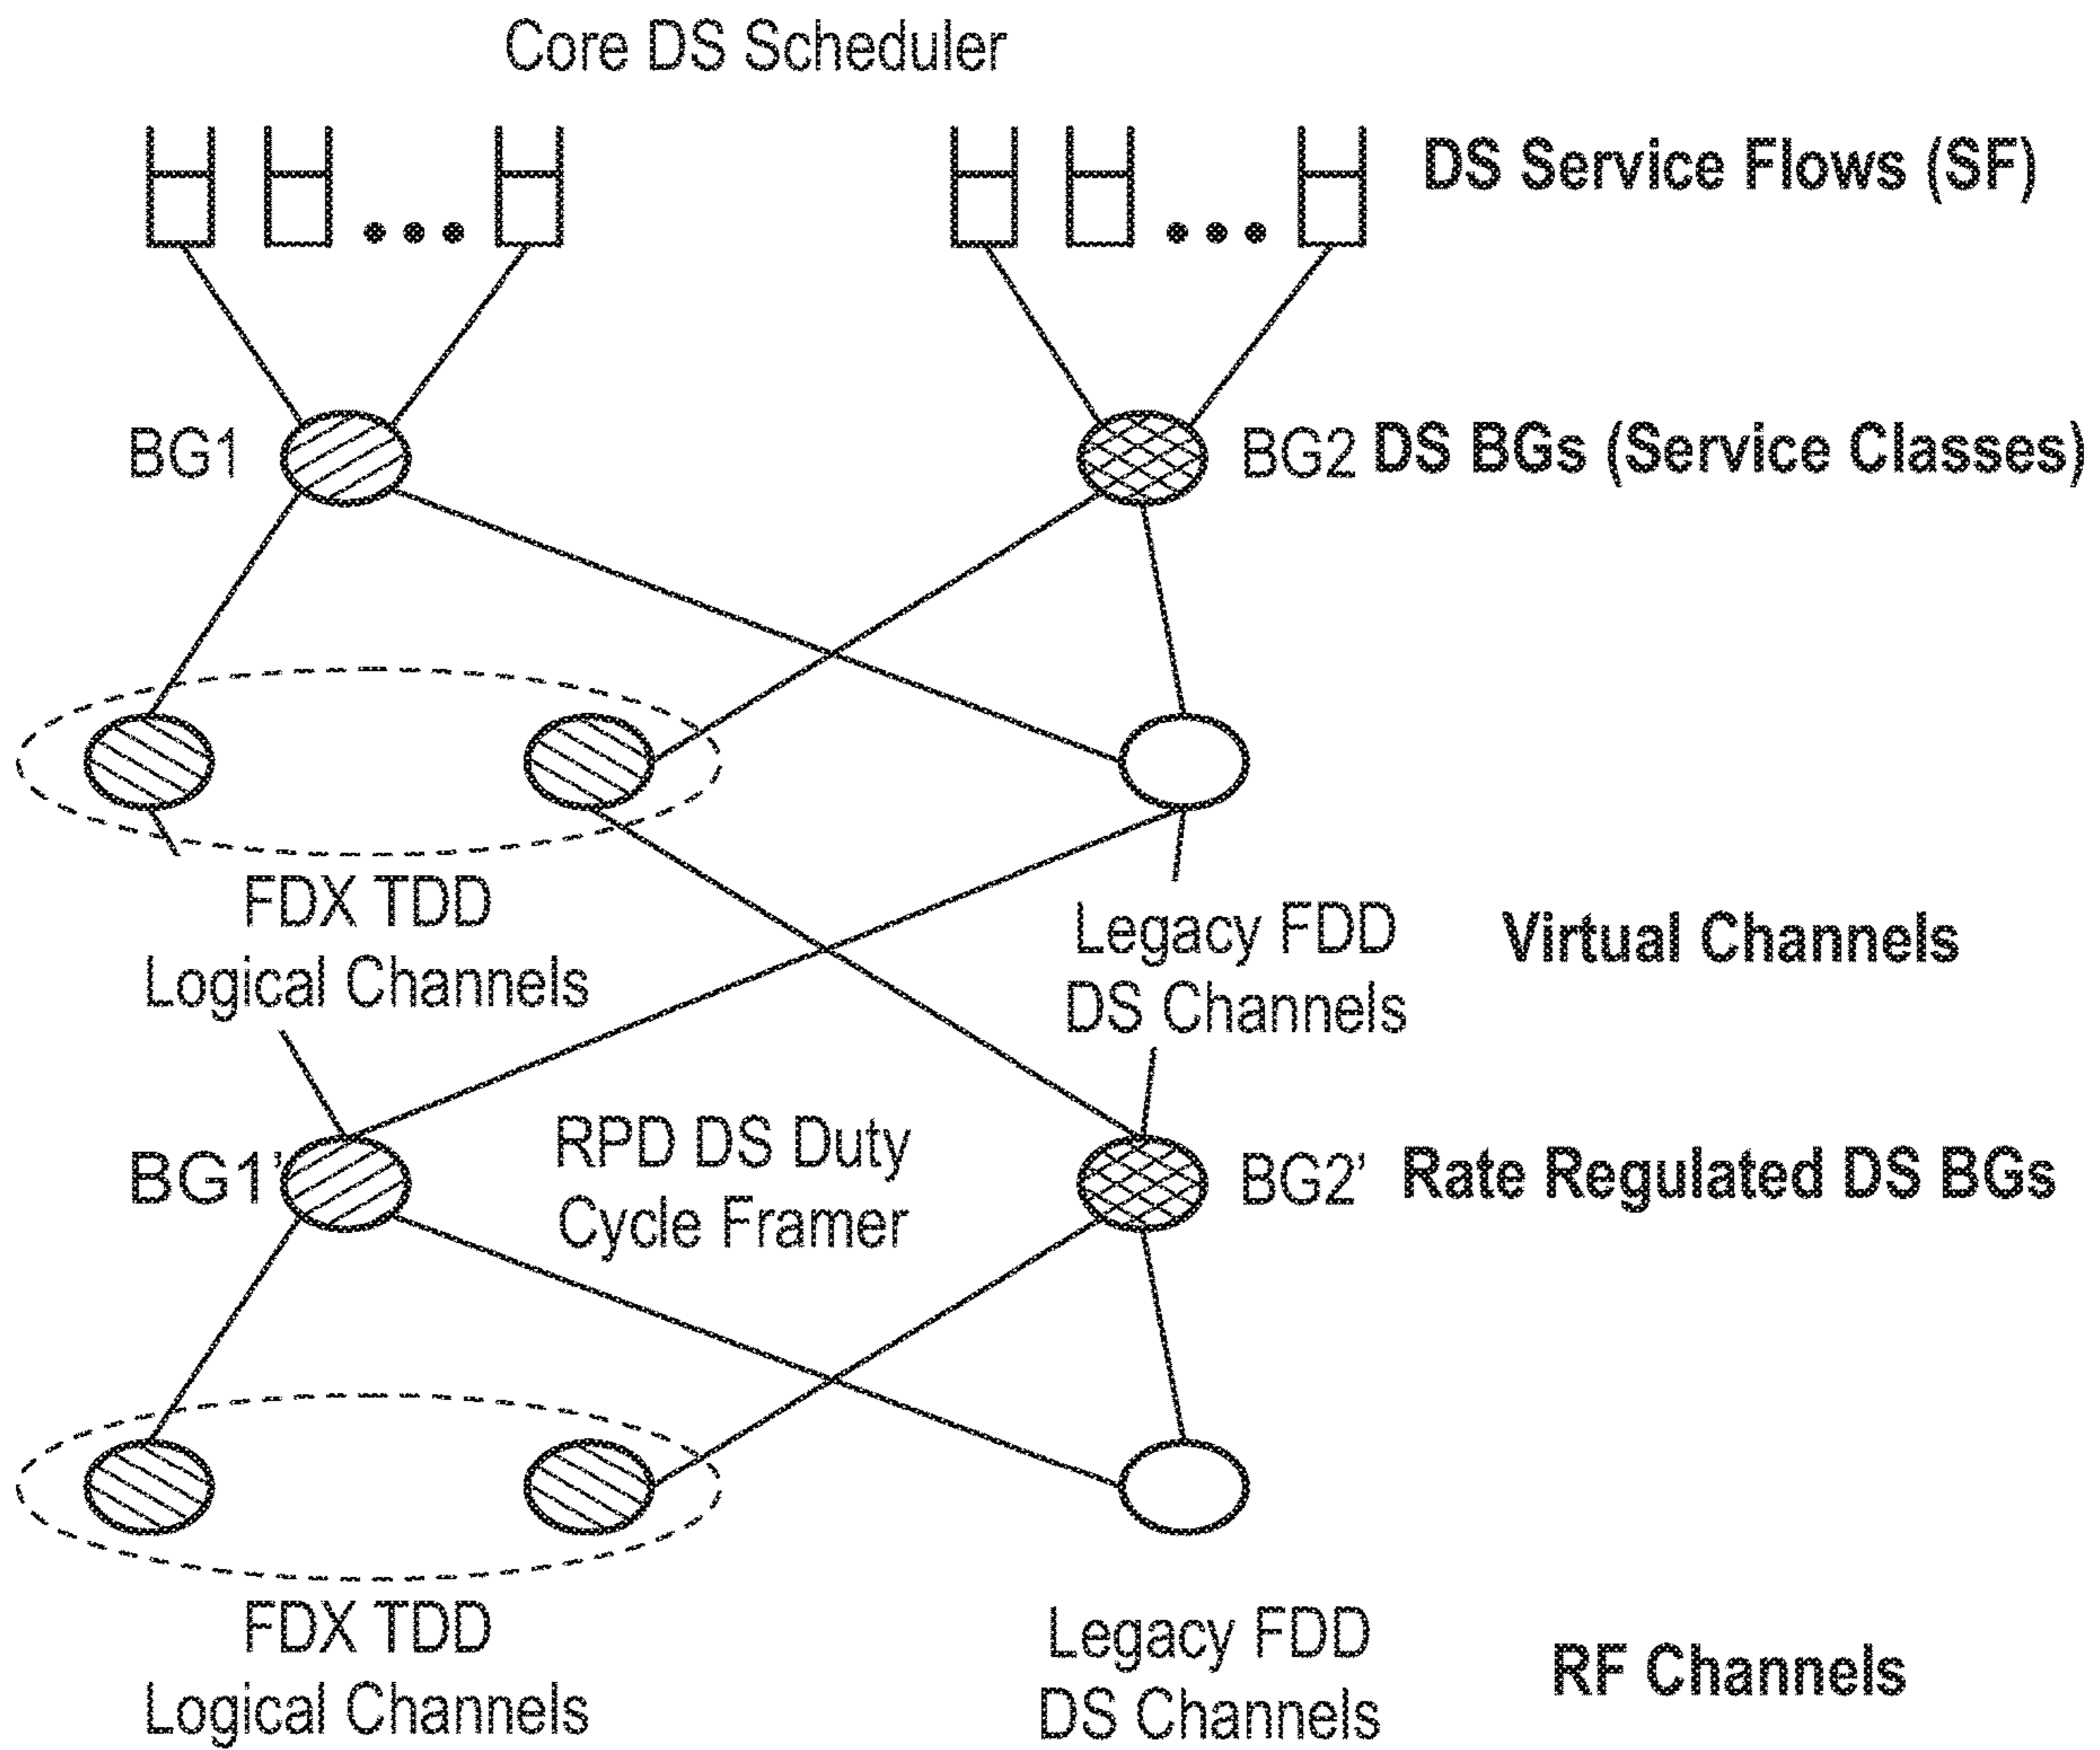 Core DS Scheduler
DS Service Flows (SF)
BG1
BG2 DS BGs (Service Classes)
FDX TDD
Logical Channels
Legacy FDD
DS Channels
Virtual Channels
BG1’
RPD DS Duty
Cycle Framer
BG2’ Rate Regulated DS BGs
FDX TDD
Logical Channels
Legacy FDD
DS Channels
RF Channels